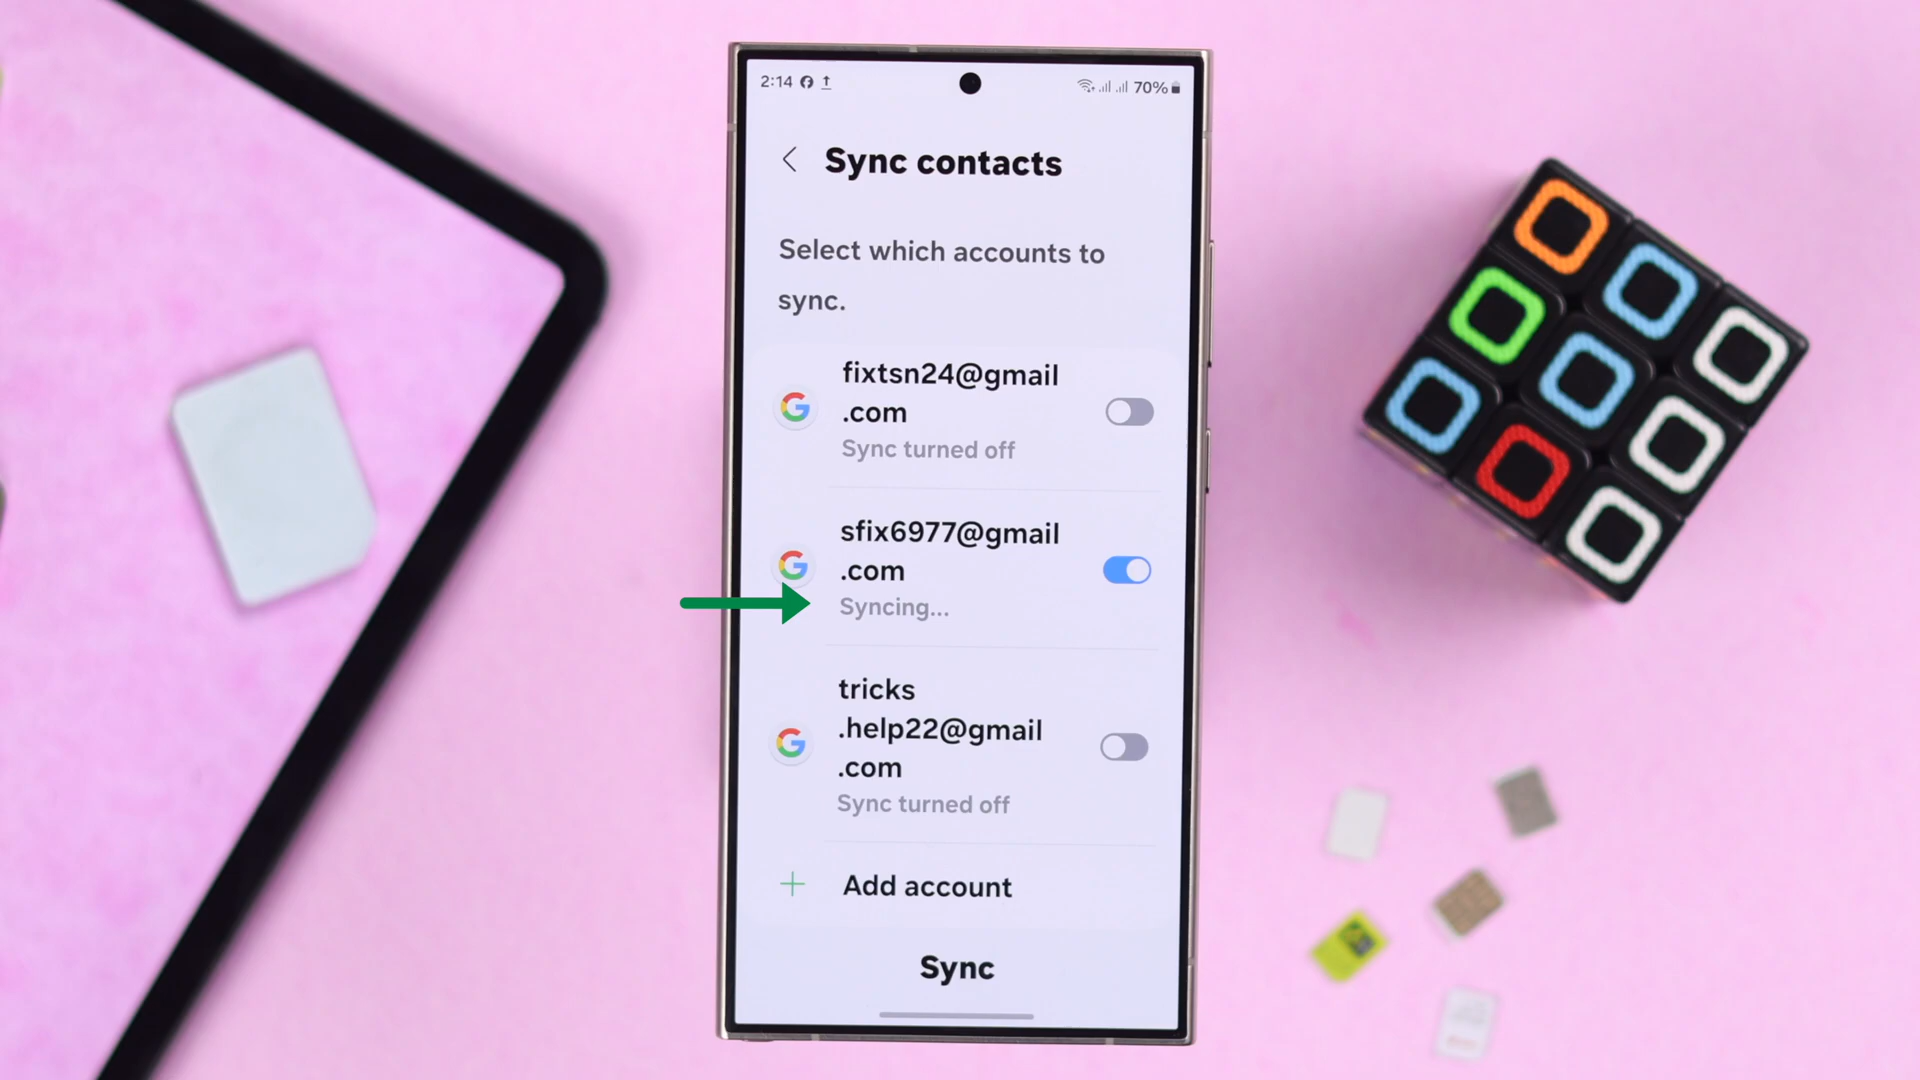 2:14
70%
Sync contacts
Select which accounts to
sync.
fixtsn24@gmail
.com
Sync turned off
sfix6977@gmail
.com
Syncing...
tricks
.help22@gmail
.com
Sync turned off
Add account
Sync